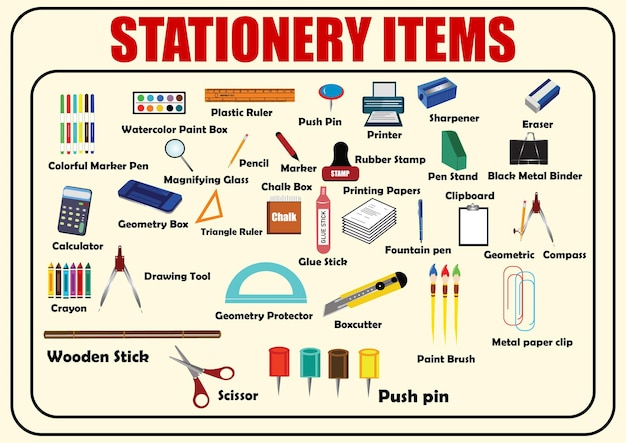 STATIONERY ITEMS
Watercolor Paint Box
Plastic Ruler
Push Pin
Printer
Sharpener
Eraser
Colorful Marker Pen
Magnifying Glass
Pencil
Marker
Rubber Stamp
STAMP
Pen Stand
Black Metal Binder
Calculator
Geometry Box
Triangle Ruler
Chalk Box
Chalk
GLUE STICK
Glue Stick
Printing Papers
Fountain pen
Clipboard
Geometric Compass
Crayon
Drawing Tool
Geometry Protector
Boxcutter
Paint Brush
Metal paper clip
Wooden Stick
Scissor
Push pin